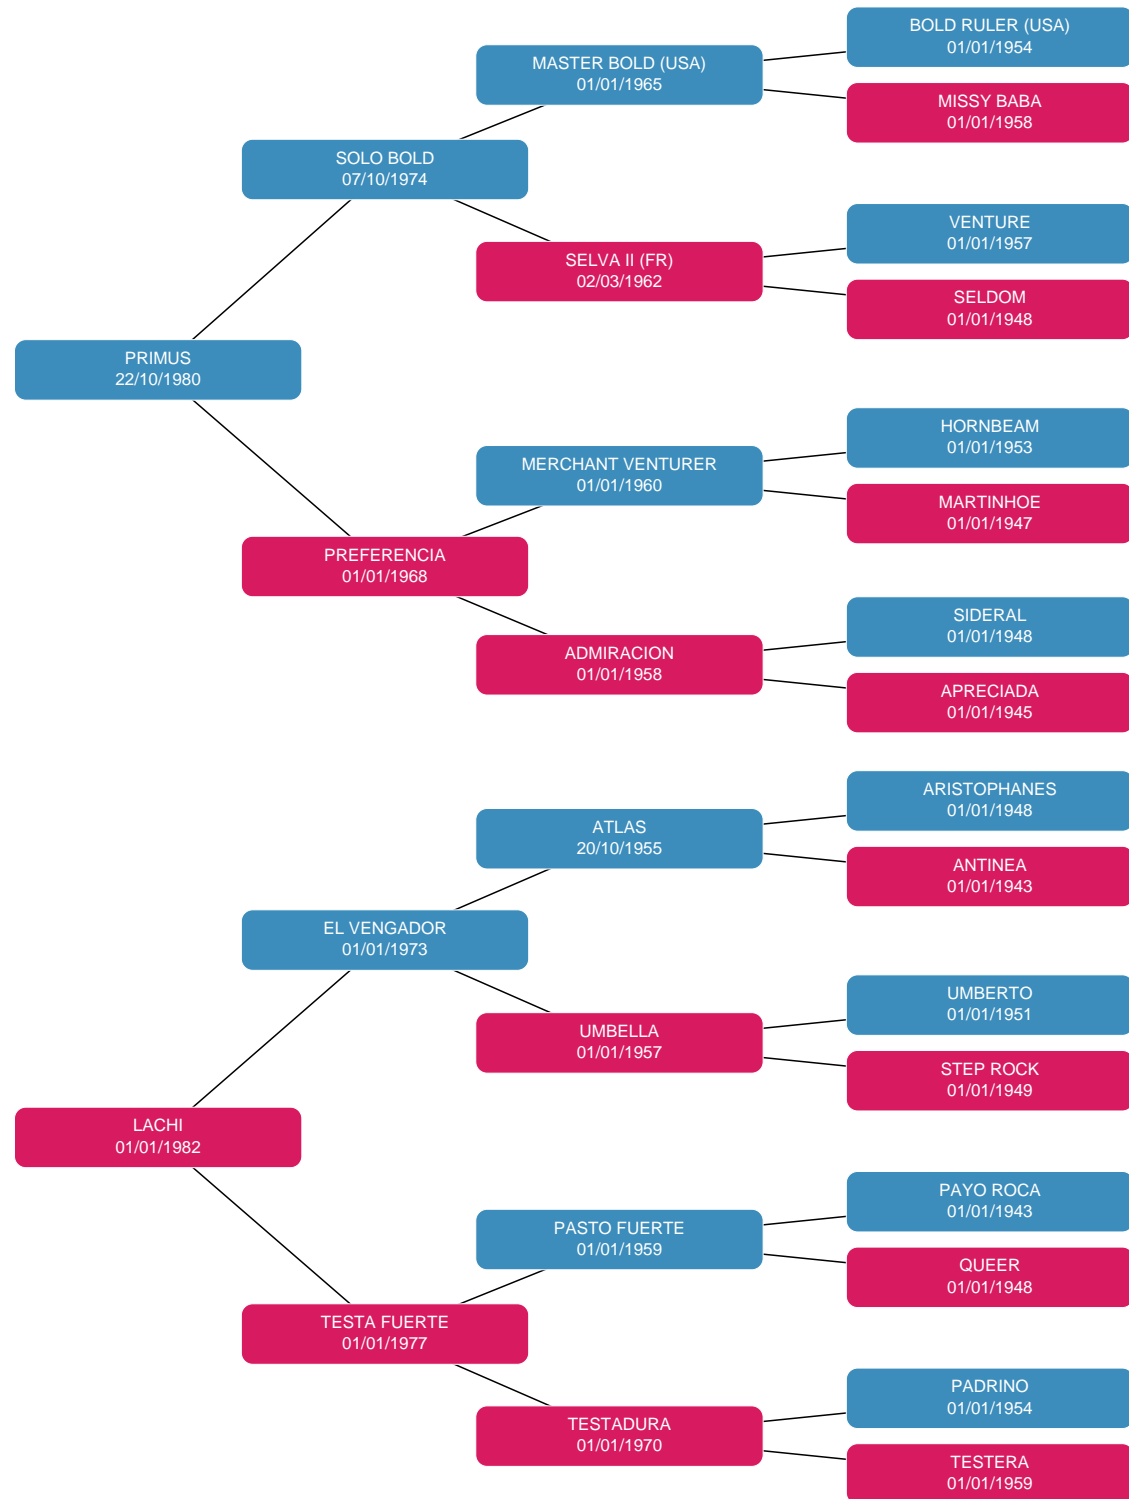 BOLD RULER (USA)
01/01/1954
MASTER BOLD (USA)
01/01/1965
MISSY BABA
01/01/1958
SOLO BOLD
07/10/1974
VENTURE
01/01/1957
SELVA II (FR)
02/03/1962
SELDOM
01/01/1948
PRIMUS
22/10/1980
HORNBEAM
01/01/1953
MERCHANT VENTURER
01/01/1960
MARTINHOE
01/01/1947
PREFERENCIA
01/01/1968
SIDERAL
01/01/1948
ADMIRACION
01/01/1958
APRECIADA
01/01/1945
ARISTOPHANES
01/01/1948
ATLAS
20/10/1955
ANTINEA
01/01/1943
EL VENGADOR
01/01/1973
UMBERTO
01/01/1951
UMBELLA
01/01/1957
STEP ROCK
01/01/1949
LACHI
01/01/1982
PAYO ROCA
01/01/1943
PASTO FUERTE
01/01/1959
QUEER
01/01/1948
TESTA FUERTE
01/01/1977
PADRINO
01/01/1954
TESTADURA
01/01/1970
TESTERA
01/01/1959